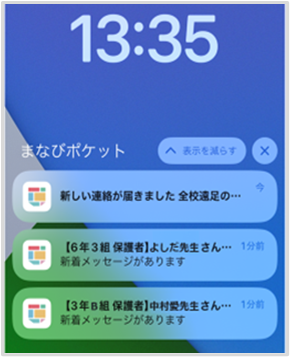 13:35
まなびポケット
表示を減らす
今
新しい連絡が届きました 全校遠足の…
【6年3組 保護者】よしだ先生さん… 1分前
新着メッセージがあります
【3年B組 保護者】中村愛先生さん… 1分前
新着メッセージがあります